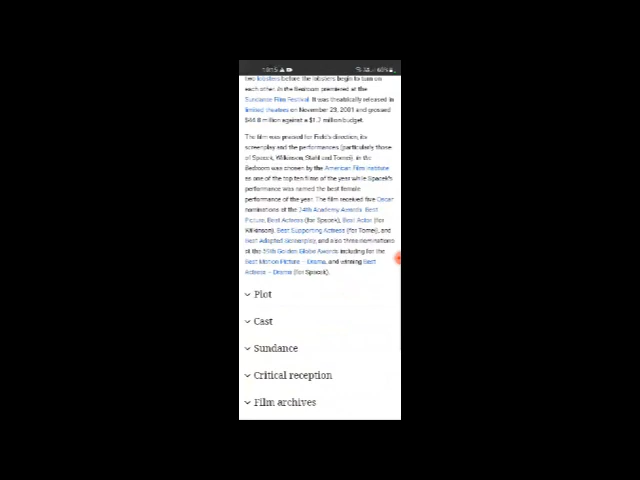 two lobsters before the lobsters begin to turn on
each other. In the Bedroom premiered at the
Sundance Film Festival. It was theatrically released in
limited theatres on November 23, 2001 and grossed
$44.8 million against a $1.7 million budget.
The film was praised for Field's direction, its
screenplay and the performances (particularly those
of Spacek, Wilkinson, Stahl and Tomei). In the
Bedroom was chosen by the American Film Institute
as one of the top ten films of the year while Spacek's
performance was named the best female
performance of the year. The film received five Oscar
nominations at the 74th Academy Awards: Best
Picture, Best Actress (for Spacek), Best Actor (for
Wilkinson), Best Supporting Actress (for Tomei), and
Best Adapted Screenplay, and also three nominations
at the 59th Golden Globe Awards including for the
Best Motion Picture – Drama, and winning Best
Actress – Drama (for Spacek).
Plot
Cast
Sundance
Critical reception
Film archives